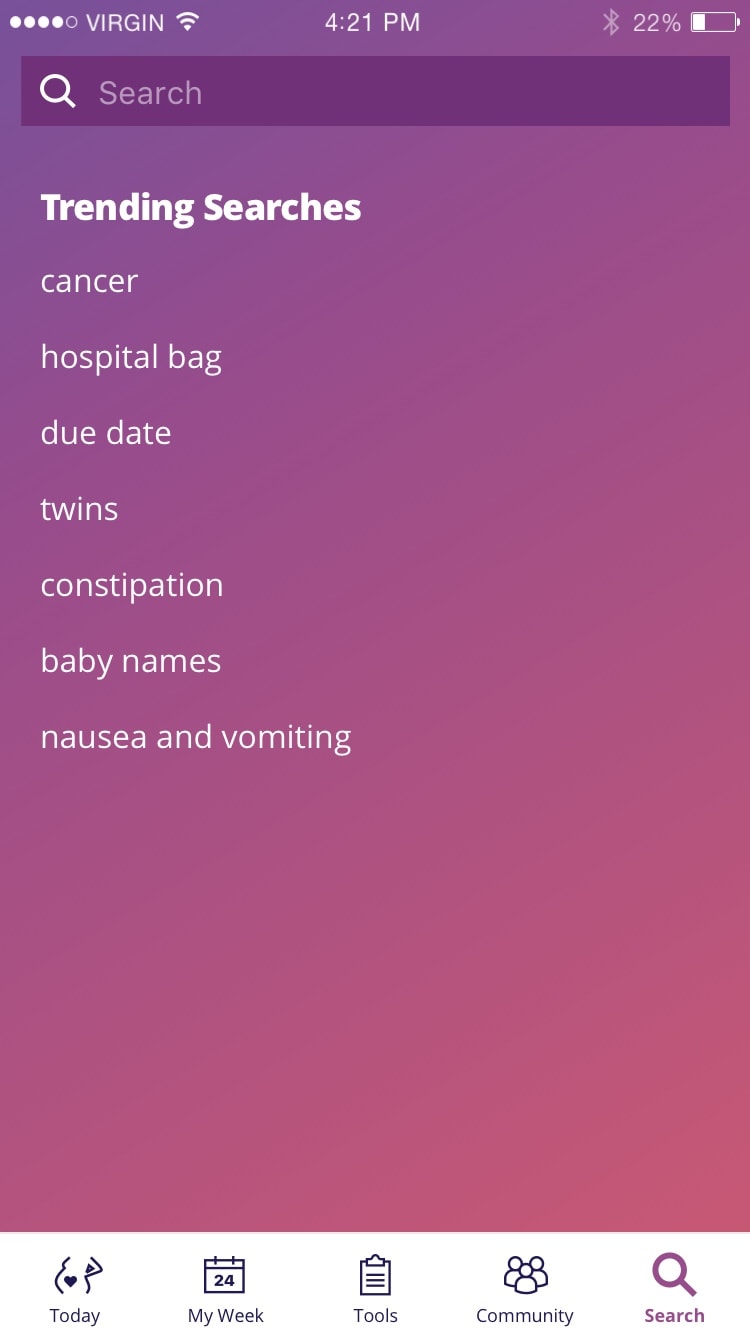 VIRGIN 4:21 PM 22%
Search
Trending Searches
cancer
hospital bag
due date
twins
constipation
baby names
nausea and vomiting
24
Today My Week Tools Community Search